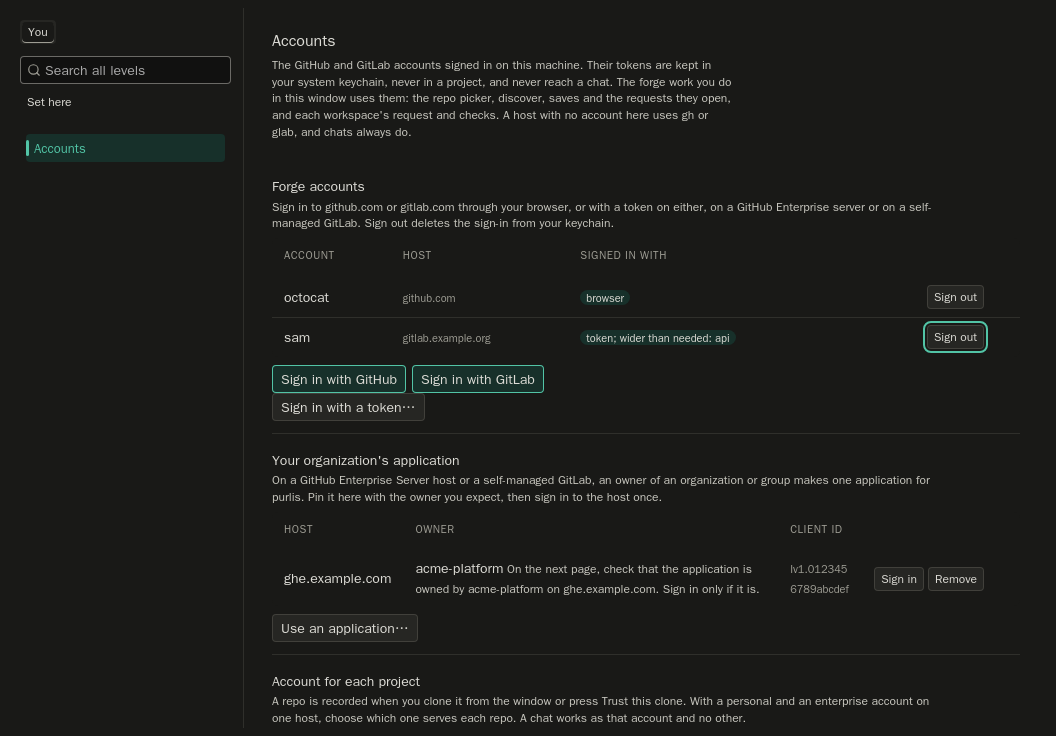 You
Search all levels
Set here
Accounts
Accounts
The GitHub and GitLab accounts signed in on this machine. Their tokens are kept in
your system keychain, never in a project, and never reach a chat. The forge work you do
in this window uses them: the repo picker, discover, saves and the requests they open,
and each workspace's request and checks. A host with no account here uses gh or
glab, and chats always do.
Forge accounts
Sign in to github.com or gitlab.com through your browser, or with a token on either, on a GitHub Enterprise server or on a self-
managed GitLab. Sign out deletes the sign-in from your keychain.
ACCOUNT HOST SIGNED IN WITH
octocat github.com browser Sign out
sam gitlab.example.org token; wider than needed: api Sign out
Sign in with GitHub Sign in with GitLab
Sign in with a token···
Your organization's application
On a GitHub Enterprise Server host or a self-managed GitLab, an owner of an organization or group makes one application for
purlis. Pin it here with the owner you expect, then sign in to the host once.
HOST OWNER CLIENT ID
ghe.example.com acme-platform On the next page, check that the application is
owned by acme-platform on ghe.example.com. Sign in only if it is.
Iv1.012345
6789abcdef
Sign in Remove
Use an application···
Account for each project
A repo is recorded when you clone it from the window or press Trust this clone. With a personal and an enterprise account on
one host, choose which one serves each repo. A chat works as that account and no other.